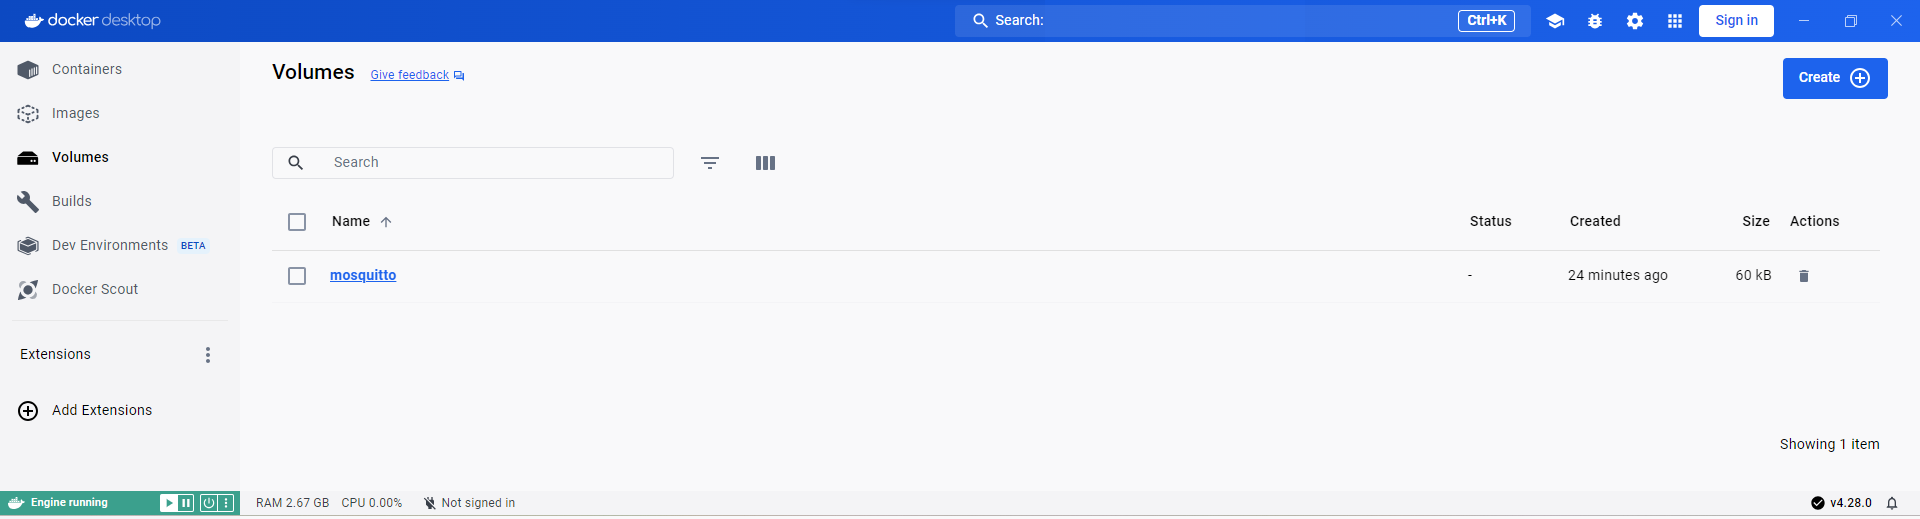 docker desktop
Search:
Ctrl+K
Sign in
Containers
Images
Volumes
Builds
Dev Environments BETA
Docker Scout
Extensions
Add Extensions
Volumes
Give feedback
Create
Search
Name Status Created Size Actions
mosquitto - 24 minutes ago 60 kB
Showing 1 item
Engine running
RAM 2.67 GB CPU 0.00% Not signed in
v4.28.0